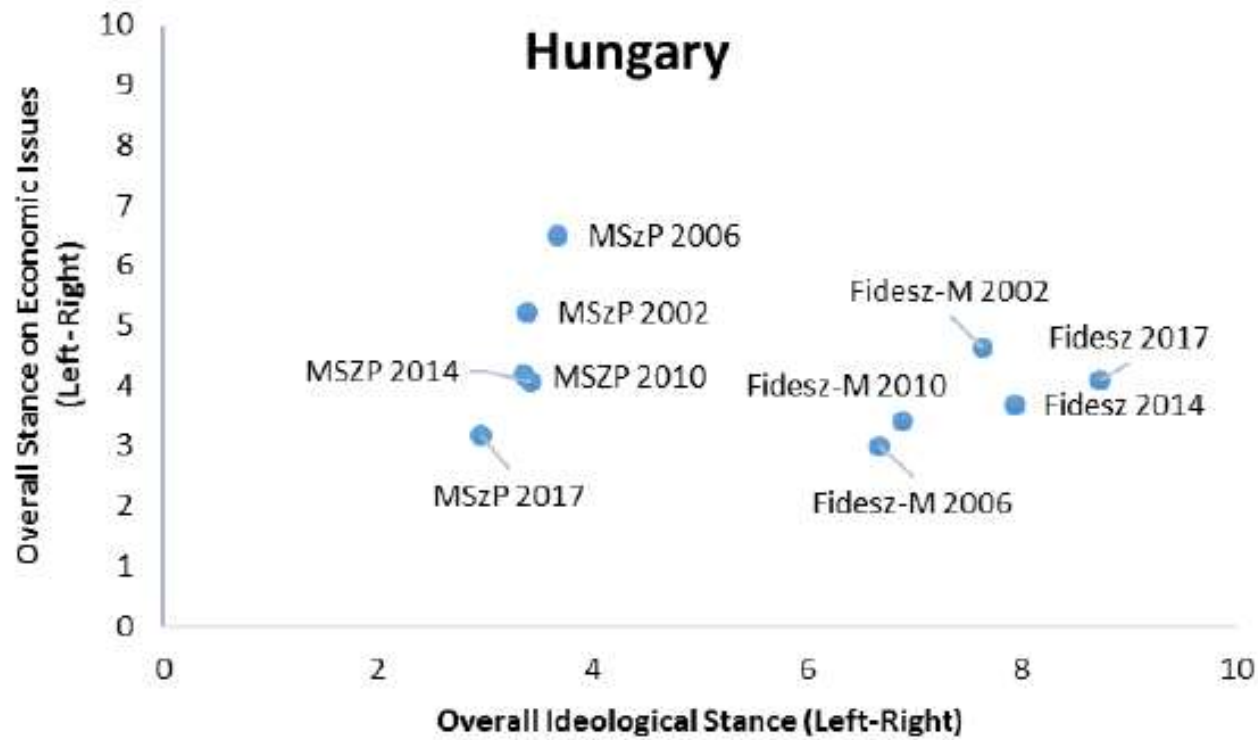 Hungary
Overall Stance on Economic Issues
(Left-Right)
10
9
8
7
6
5
4
3
2
1
0
MSzP 2006
Fidesz-M 2002
MSzP 2002
Fidesz 2017
MSZP 2014
MSZP 2010
Fidesz-M 2010
Fidesz 2014
MSzP 2017
Fidesz-M 2006
0 2 4 6 8 10
Overall Ideological Stance (Left-Right)